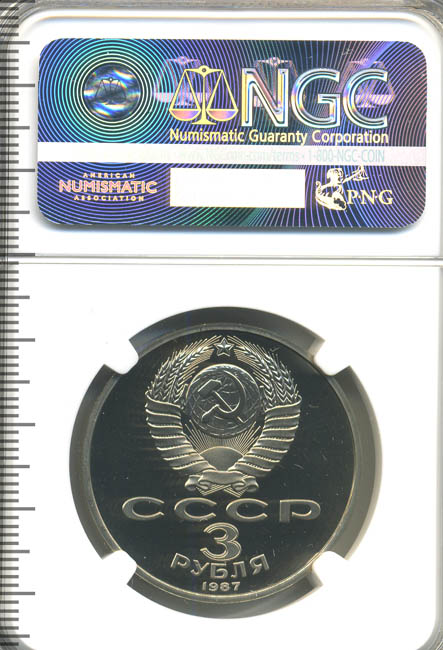 NGC
Numismatic Guaranty Corporation
1-800-NGC-COIN
AMERICAN
NUMISMATIC
ASSOCIATION
PNG
СССР
3
РУБЛЯ
1987